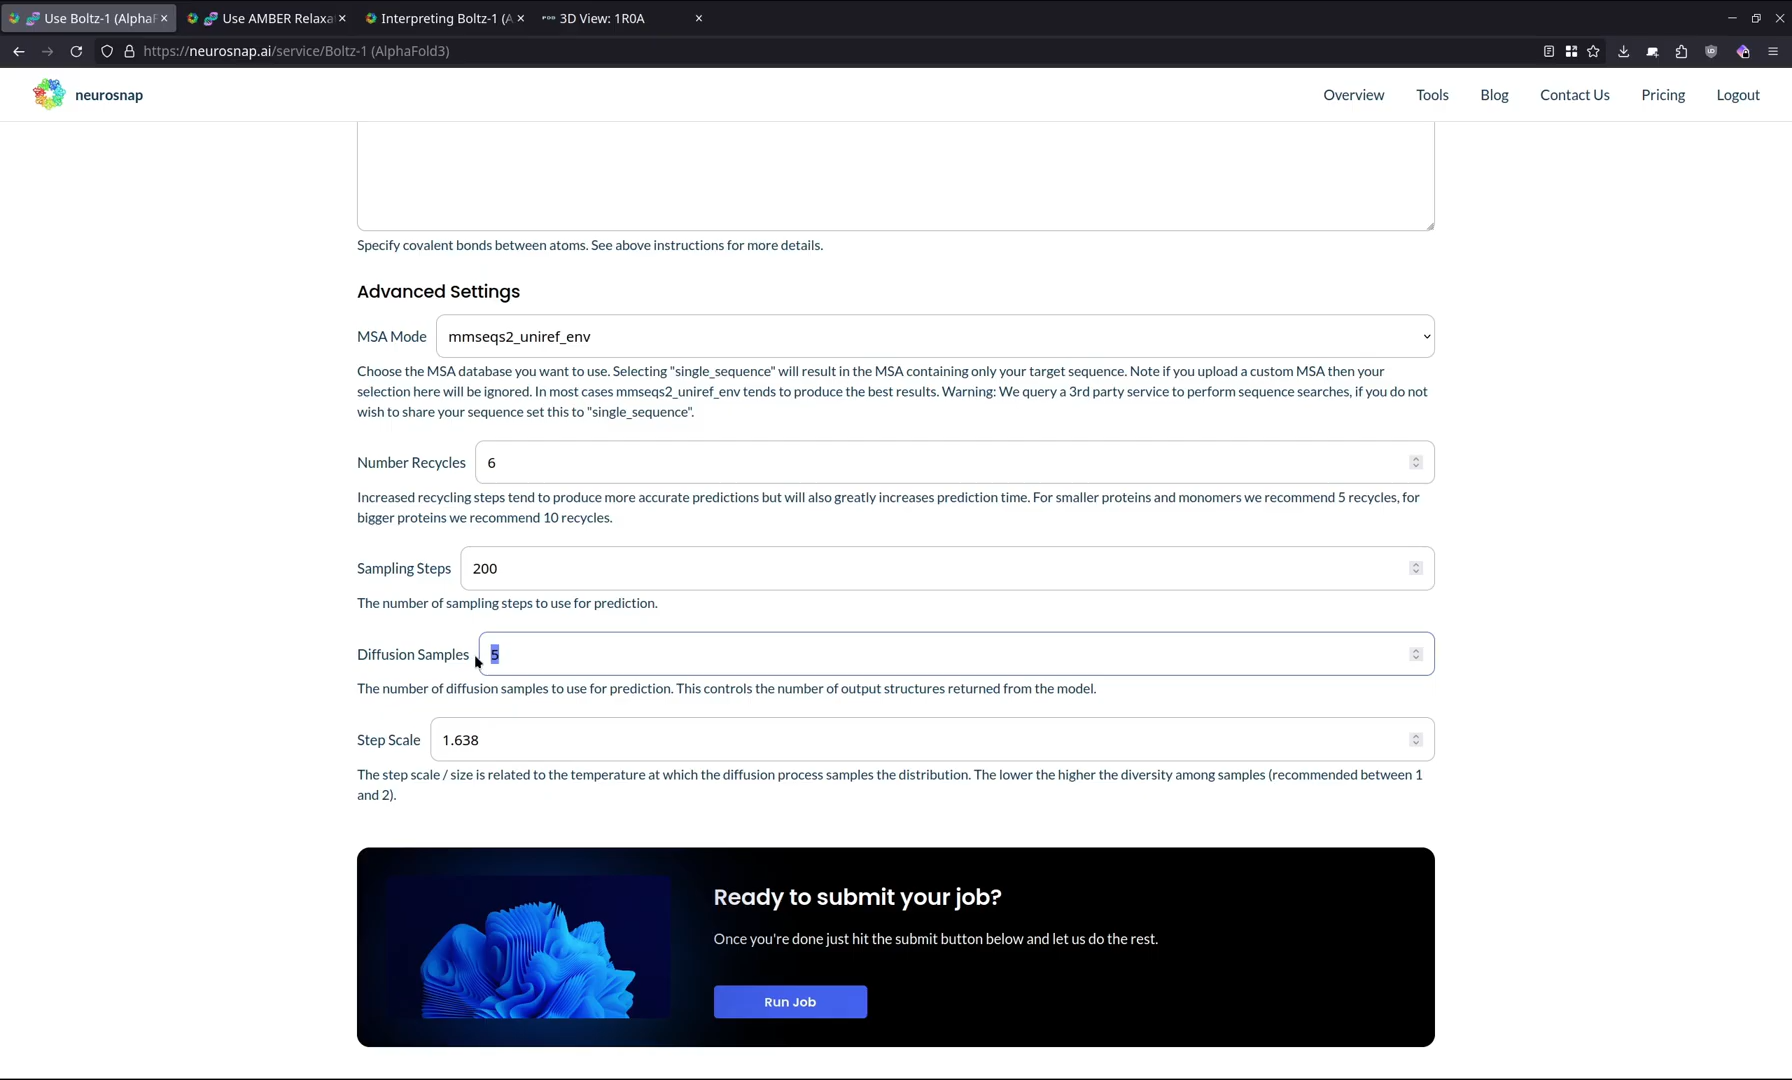 Use Boltz-1 (AlphaF
Use AMBER Relaxa
Interpreting Boltz-1 (A
3D View: 1R0A
https://neurosnap.ai/service/Boltz-1 (AlphaFold3)
neurosnap
Overview
Tools
Blog
Contact Us
Pricing
Logout
Specify covalent bonds between atoms. See above instructions for more details.
Advanced Settings
MSA Mode
mmseqs2_uniref_env
Choose the MSA database you want to use. Selecting "single_sequence" will result in the MSA containing only your target sequence. Note if you upload a custom MSA then your
selection here will be ignored. In most cases mmseqs2_uniref_env tends to produce the best results. Warning: We query a 3rd party service to perform sequence searches, if you do not
wish to share your sequence set this to "single_sequence".
Number Recycles
6
Increased recycling steps tend to produce more accurate predictions but will also greatly increases prediction time. For smaller proteins and monomers we recommend 5 recycles, for
bigger proteins we recommend 10 recycles.
Sampling Steps
200
The number of sampling steps to use for prediction.
Diffusion Samples
5
The number of diffusion samples to use for prediction. This controls the number of output structures returned from the model.
Step Scale
1.638
The step scale / size is related to the temperature at which the diffusion process samples the distribution. The lower the higher the diversity among samples (recommended between 1
and 2).
Ready to submit your job?
Once you're done just hit the submit button below and let us do the rest.
Run Job